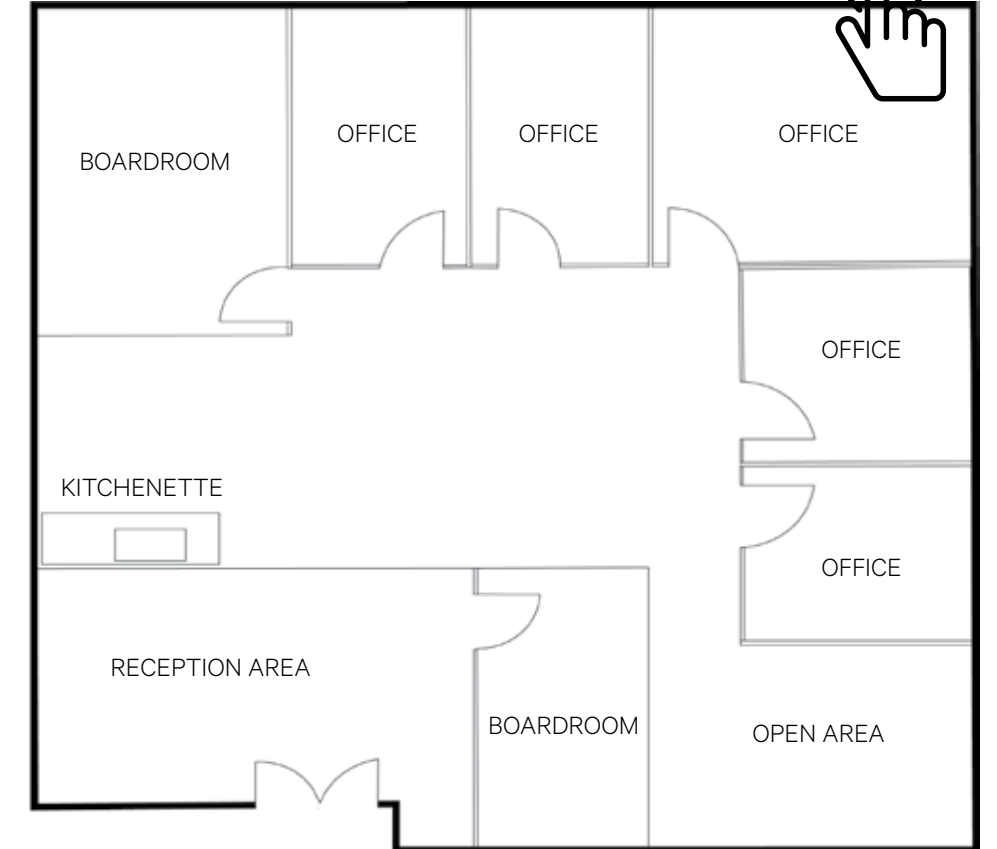 OFFICE
OFFICE
OFFICE
BOARDROOM
OFFICE
KITCHENETTE
OFFICE
RECEPTION AREA
BOARDROOM
OPEN AREA